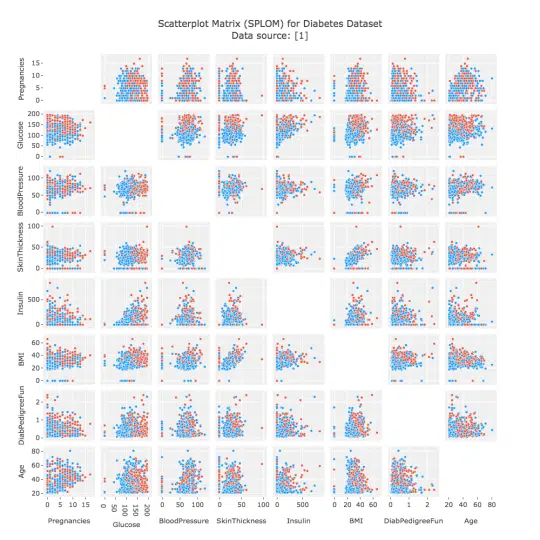 Scatterplot Matrix (SPLOM) for Diabetes Dataset
Data source: [1]
Pregnancies
15
10
5
0
Glucose
200
150
100
50
0
BloodPressure
100
50
0
SkinThickness
100
50
0
Insulin
500
0
BMI
60
40
20
0
DiabPedigreeFun
2
1
0
Age
80
60
40
20
0 5 10 15
0 50 100 150 200
0 50 100
0 50 100
0 500
0 20 40 60
0 1 2
20 40 60 80
Pregnancies Glucose BloodPressure SkinThickness Insulin BMI DiabPedigreeFun Age